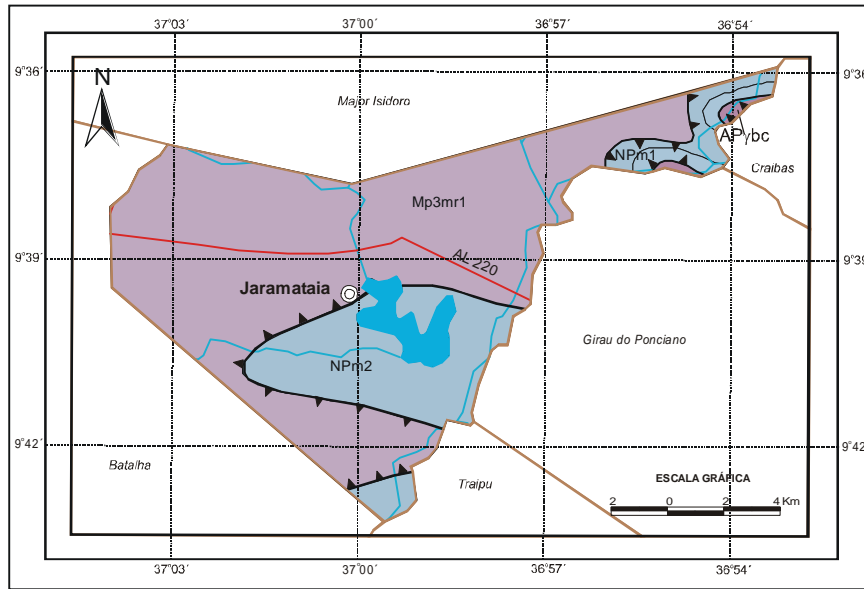 37°03´ 37°00´ 36°57´ 36°54´
9°36´ 9°36
N
Major Isidoro
APγbc
NPm1
Craibas
Mp3mr1
9°39´ 9°39
AL 220
Jaramataia
Girau do Ponciano
NPm2
9°42´ 9°42
Batalha
Traipu
ESCALA GRÁFICA
2 0 2 4 Km
37°03´ 37°00´ 36°57´ 36°54´